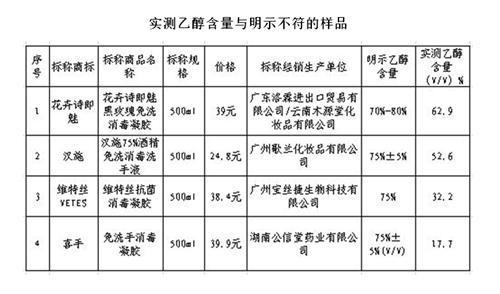 实测乙醇含量与明示不符的样品
序号 标称商标 标称商品名称 标称规格 价格 标称经销生产单位 明示乙醇含量 实测乙醇含量(V/V) %
1 花卉诗即魅 花卉诗即魅黑玫瑰免洗消毒凝胶 500ml 39元 广东洛霖进出口贸易有限公司/云南木源堂化妆品有限公司 70%-80% 62.9
2 汉施 汉施75%酒精免洗消毒洗手液 500ml 24.8元 广州歌兰化妆品有限公司 75%±5% 52.6
3 维特丝VETES 维特丝抗菌消毒凝胶 500ml 38.4元 广州宝丝捷生物科技有限公司 75% 32.2
4 喜平 免洗手消毒凝胶 500ml 39.9元 湖南公信堂药业有限公司 75%±5%(V/V) 17.7